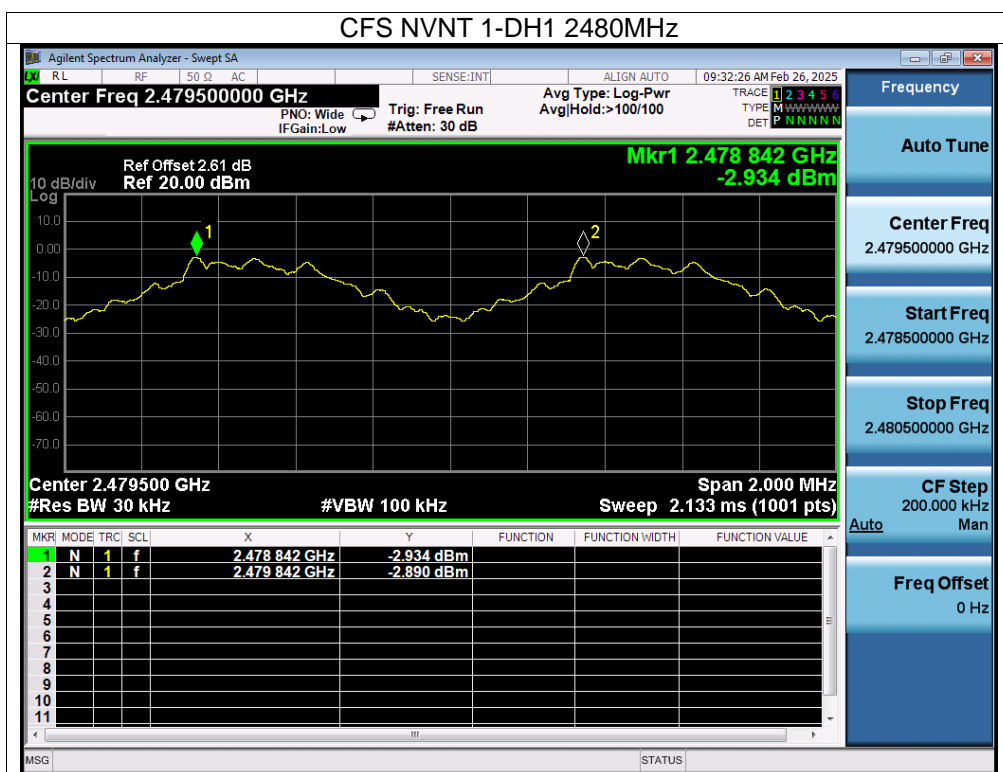 CFS NVNT 1-DH1 2480MHz
Agilent Spectrum Analyzer - Swept SA
LXI RL RF 50 Ω AC SENSE:INT ALIGN AUTO 09:32:26 AM Feb 26, 2025
Center Freq 2.479500000 GHz
PNO: Wide
IFGain:Low
Trig: Free Run
#Atten: 30 dB
Avg Type: Log-Pwr
Avg|Hold:>100/100
TRACE 1 2 3 4 5 6
TYPE M WWWWW
DET P N N N N N
Mkr1 2.478 842 GHz
-2.934 dBm
Ref Offset 2.61 dB
10 dB/div Ref 20.00 dBm
Log
10.0
0.00
-10.0
-20.0
-30.0
-40.0
-50.0
-60.0
-70.0
1
2
Center 2.479500 GHz Span 2.000 MHz
#Res BW 30 kHz #VBW 100 kHz Sweep 2.133 ms (1001 pts)
MKR MODE TRC SCL X Y FUNCTION FUNCTION WIDTH FUNCTION VALUE
1 N 1 f 2.478 842 GHz -2.934 dBm
2 N 1 f 2.479 842 GHz -2.890 dBm
3
4
5
6
7
8
9
10
11
MSG STATUS
Frequency
Auto Tune
Center Freq
2.479500000 GHz
Start Freq
2.478500000 GHz
Stop Freq
2.480500000 GHz
CF Step
200.000 kHz
Auto Man
Freq Offset
0 Hz